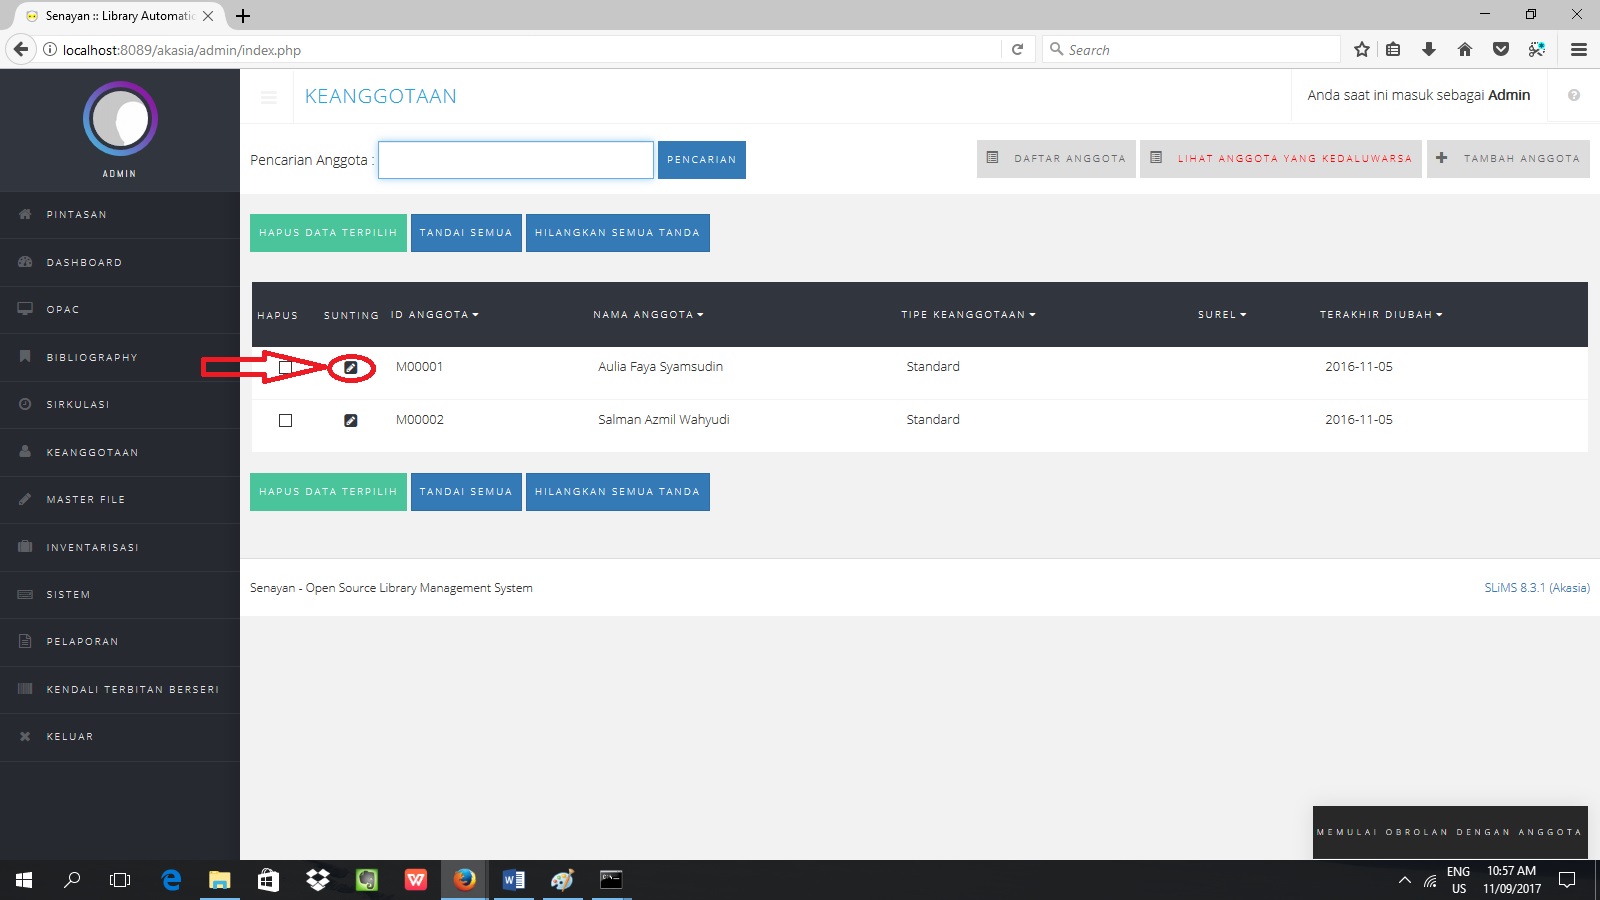 Senayan :: Library Automatic
localhost:8089/akasia/admin/index.php
Search
ADMIN
PINTASAN
DASHBOARD
OPAC
BIBLIOGRAPHY
SIRKULASI
KEANGGOTAAN
MASTER FILE
INVENTARISASI
SISTEM
PELAPORAN
KENDALI TERBITAN BERSERI
KELUAR
KEANGGOTAAN
Anda saat ini masuk sebagai Admin
Pencarian Anggota :
PENCARIAN
DAFTAR ANGGOTA
LIHAT ANGGOTA YANG KEDALUWARSA
TAMBAH ANGGOTA
HAPUS DATA TERPILIH
TANDAI SEMUA
HILANGKAN SEMUA TANDA
HAPUS SUNTING ID ANGGOTA NAMA ANGGOTA TIPE KEANGGOTAAN SUREL TERAKHIR DIUBAH
M00001 Aulia Faya Syamsudin Standard 2016-11-05
M00002 Salman Azmil Wahyudi Standard 2016-11-05
HAPUS DATA TERPILIH
TANDAI SEMUA
HILANGKAN SEMUA TANDA
Senayan - Open Source Library Management System
SLiMS 8.3.1 (Akasia)
MEMULAI OBROLAN DENGAN ANGGOTA
ENG
US
10:57 AM
11/09/2017